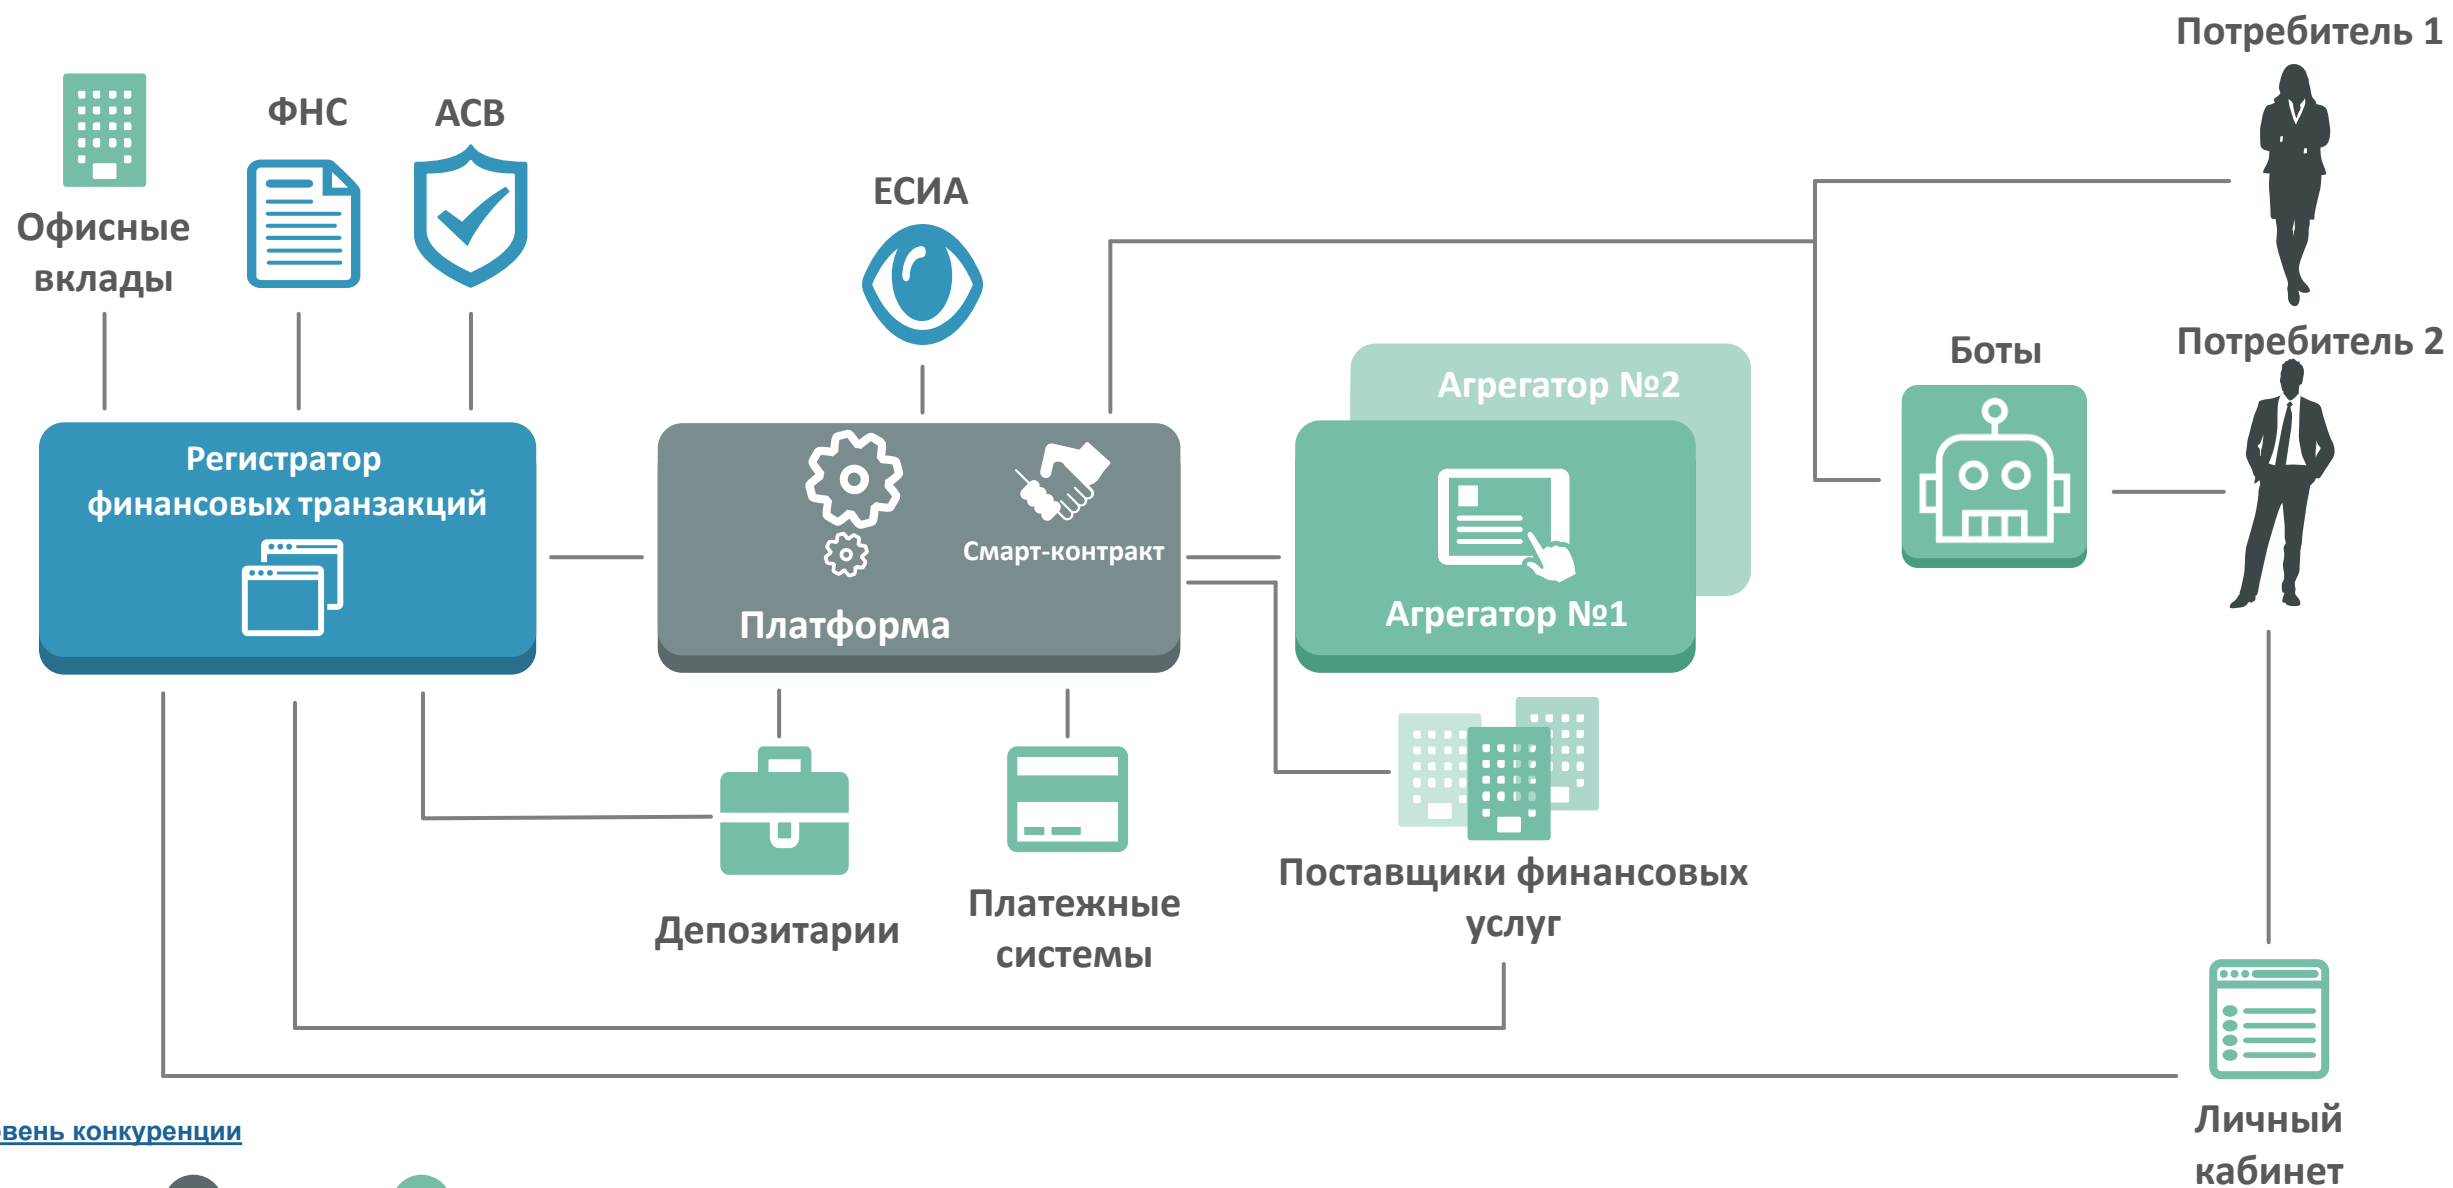 Потребитель 1
ФНС
АСВ
ЕСИА
Офисные
вклады
Потребитель 2
Боты
Агрегатор №2
Регистратор
финансовых транзакций
Смарт-контракт
Платформа
Агрегатор №1
Поставщики финансовых
услуг
Депозитарии
Платежные
системы
Личный
кабинет
конкуренции